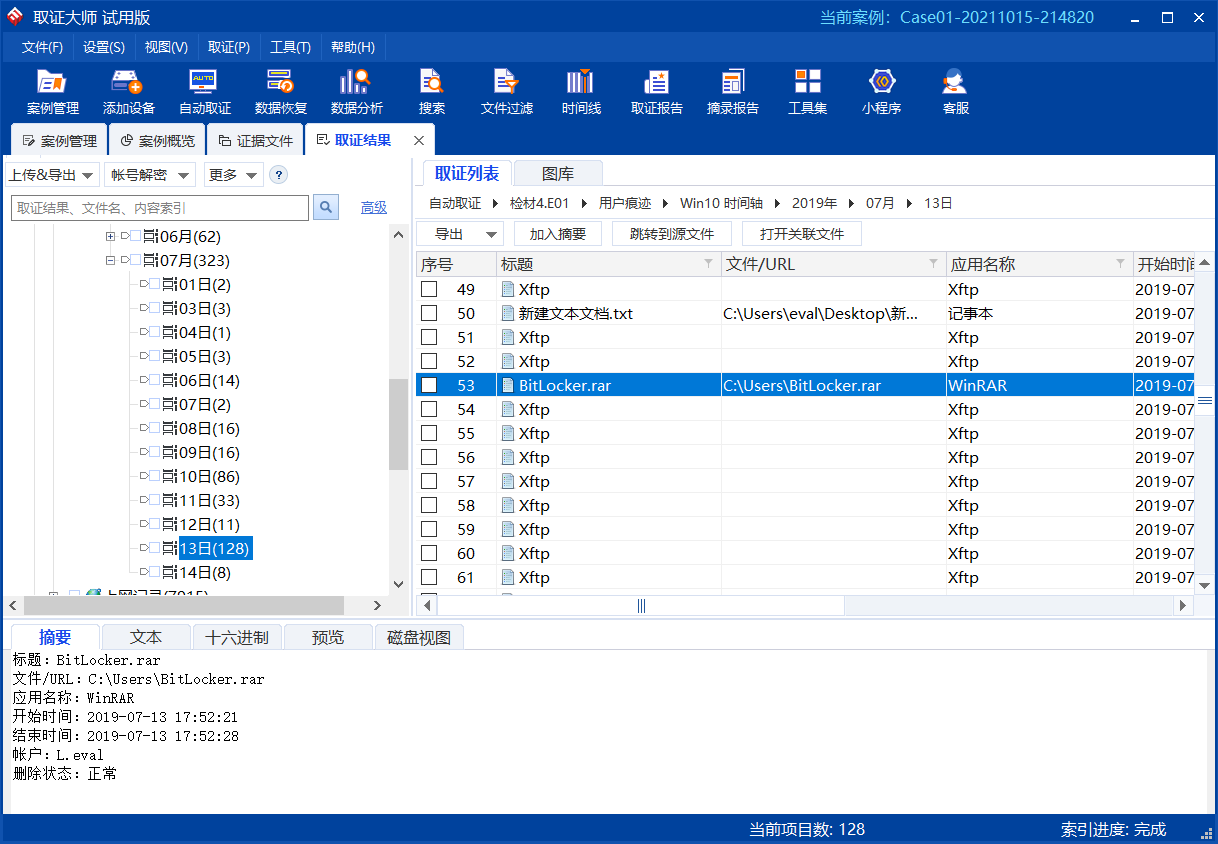 取证大师 试用版
当前案例：Case01-20211015-214820
文件(F) 设置(S) 视图(V) 取证(P) 工具(T) 帮助(H)
AUTO
案例管理 添加设备 自动取证 数据恢复 数据分析 搜索 文件过滤 时间线 取证报告 摘录报告 工具集 小程序 客服
案例管理 案例概览 证据文件 取证结果
上传&导出 帐号解密 更多 ?
取证结果、文件名、内容索引 高级
06月(62)
07月(323)
01日(2)
03日(3)
04日(1)
05日(3)
06日(14)
07日(2)
08日(16)
09日(16)
10日(86)
11日(33)
12日(11)
13日(128)
14日(8)
上网记录(7915)
取证列表 图库
自动取证 检材4.E01 用户痕迹 Win10 时间轴 2019年 07月 13日
导出 加入摘要 跳转到源文件 打开关联文件
序号 标题 文件/URL 应用名称 开始时间
49 Xftp Xftp 2019-07
50 新建文本文档.txt C:\Users\eval\Desktop\新... 记事本 2019-07
51 Xftp Xftp 2019-07
52 Xftp Xftp 2019-07
53 BitLocker.rar C:\Users\BitLocker.rar WinRAR 2019-07
54 Xftp Xftp 2019-07
55 Xftp Xftp 2019-07
56 Xftp Xftp 2019-07
57 Xftp Xftp 2019-07
58 Xftp Xftp 2019-07
59 Xftp Xftp 2019-07
60 Xftp Xftp 2019-07
61 Xftp Xftp 2019-07
摘要 文本 十六进制 预览 磁盘视图
标题：BitLocker.rar
文件/URL：C:\Users\BitLocker.rar
应用名称：WinRAR
开始时间：2019-07-13 17:52:21
结束时间：2019-07-13 17:52:28
帐户：L.eval
删除状态：正常
当前项目数: 128
索引进度: 完成